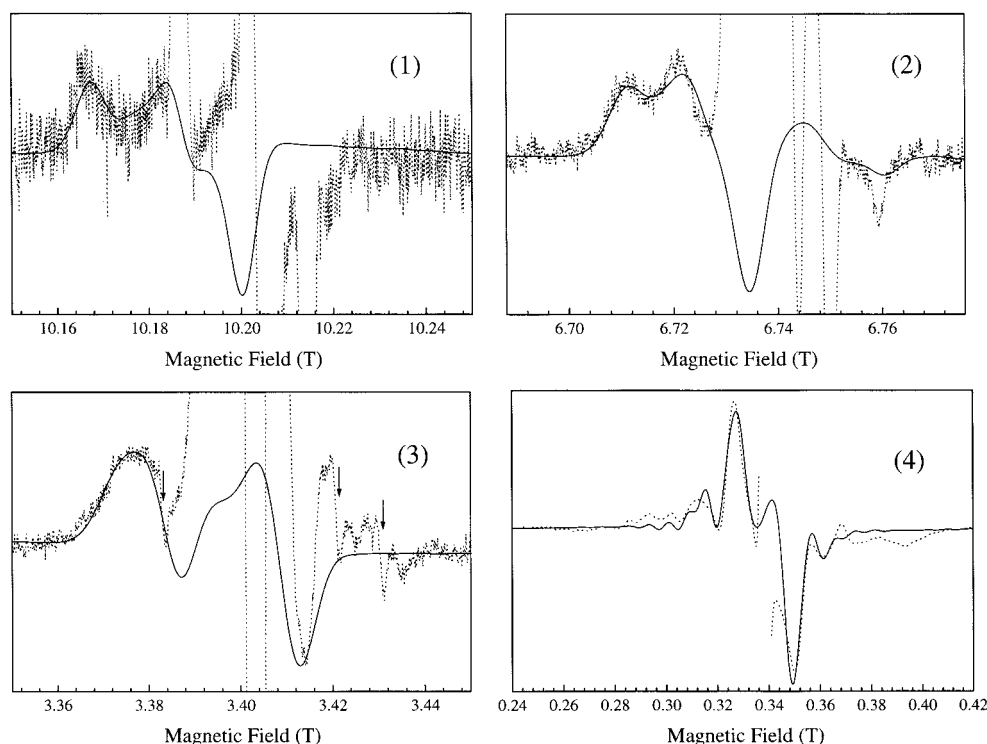 (1)
10.16 10.18 10.20 10.22 10.24
Magnetic Field (T)
(2)
6.70 6.72 6.74 6.76
Magnetic Field (T)
(3)
3.36 3.38 3.40 3.42 3.44
Magnetic Field (T)
(4)
0.24 0.26 0.28 0.30 0.32 0.34 0.36 0.38 0.40 0.42
Magnetic Field (T)